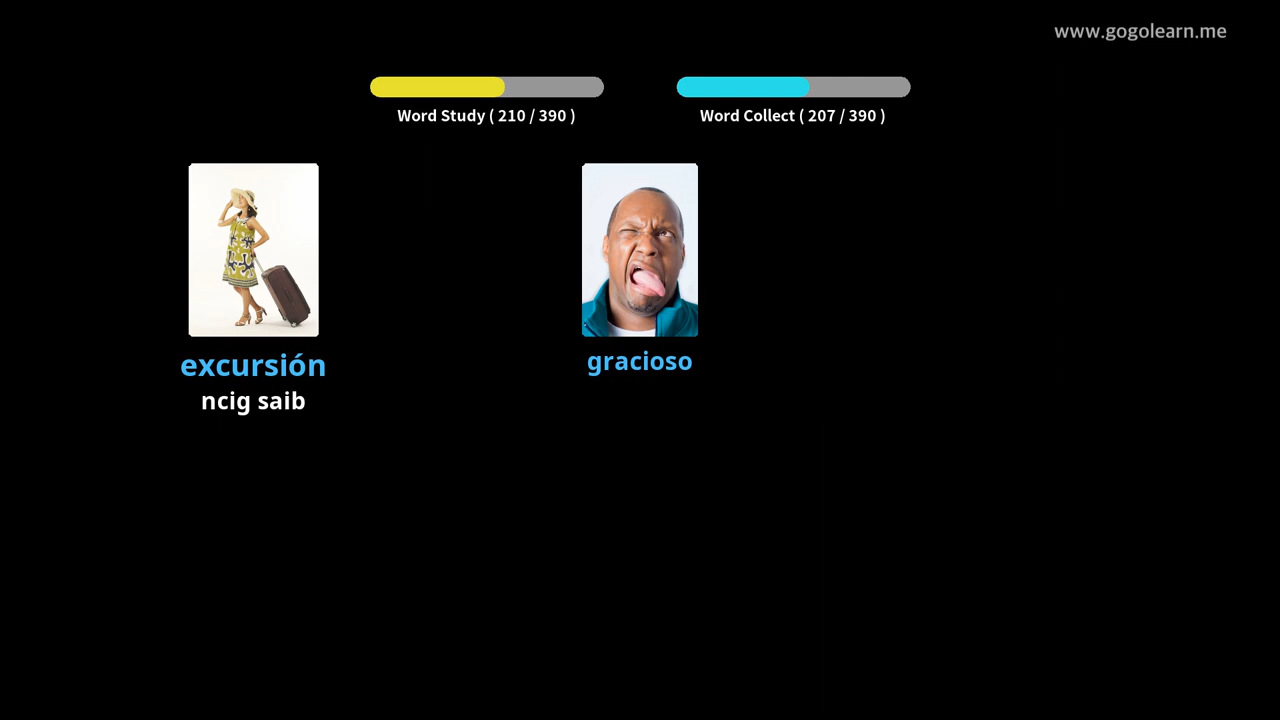 www.gogolearn.me
Word Study ( 210 / 390 )
Word Collect ( 207 / 390 )
excursión
ncig saib
gracioso